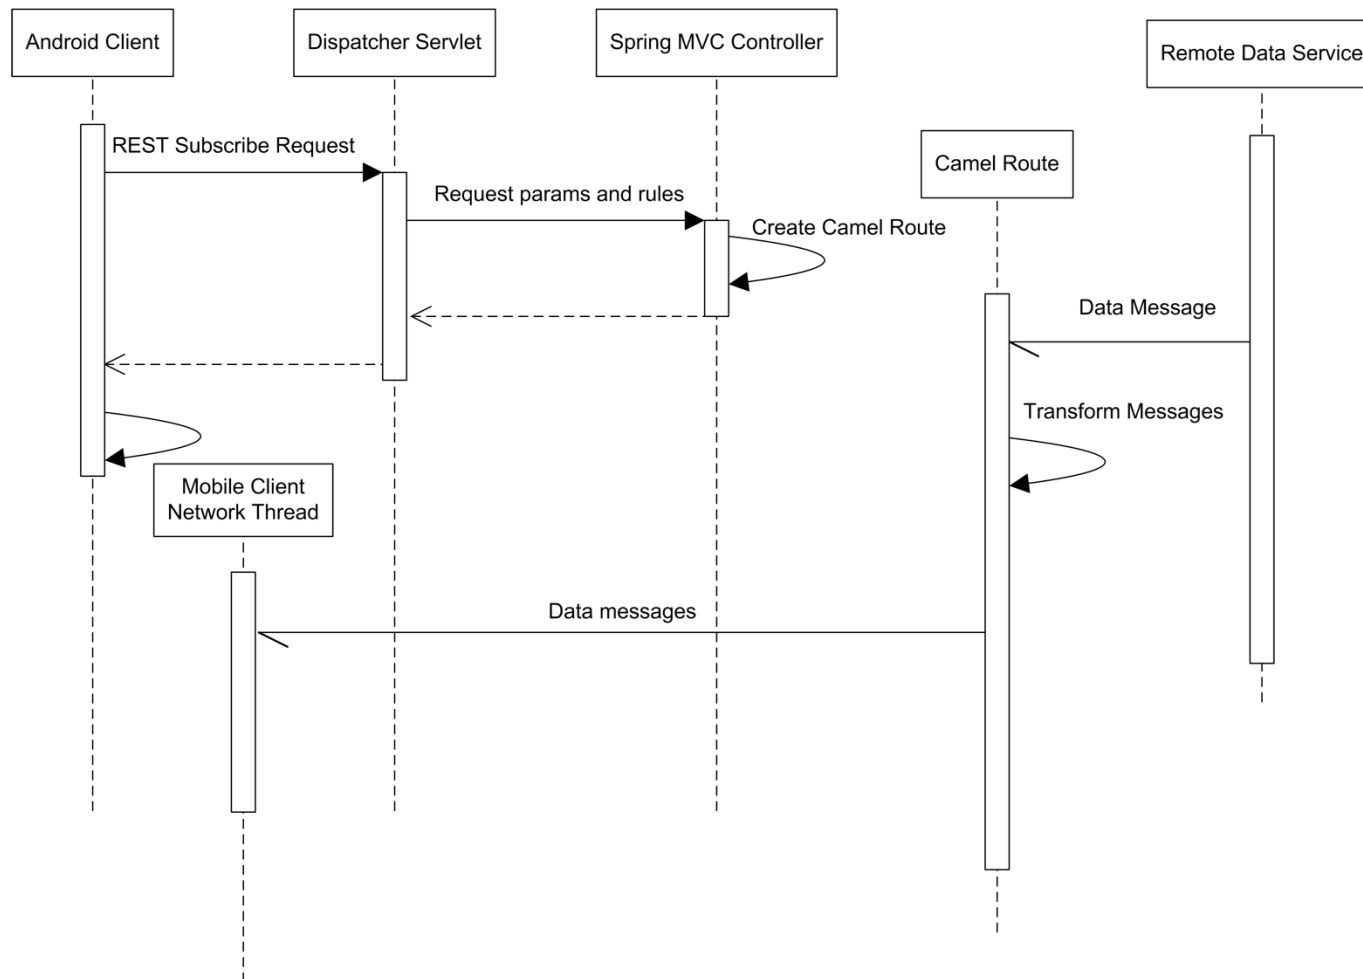 Android Client
Dispatcher Servlet
Spring MVC Controller
Remote Data Service
REST Subscribe Request
Camel Route
Request params and rules
Create Camel Route
Data Message
Transform Messages
Mobile Client
Network Thread
Data messages